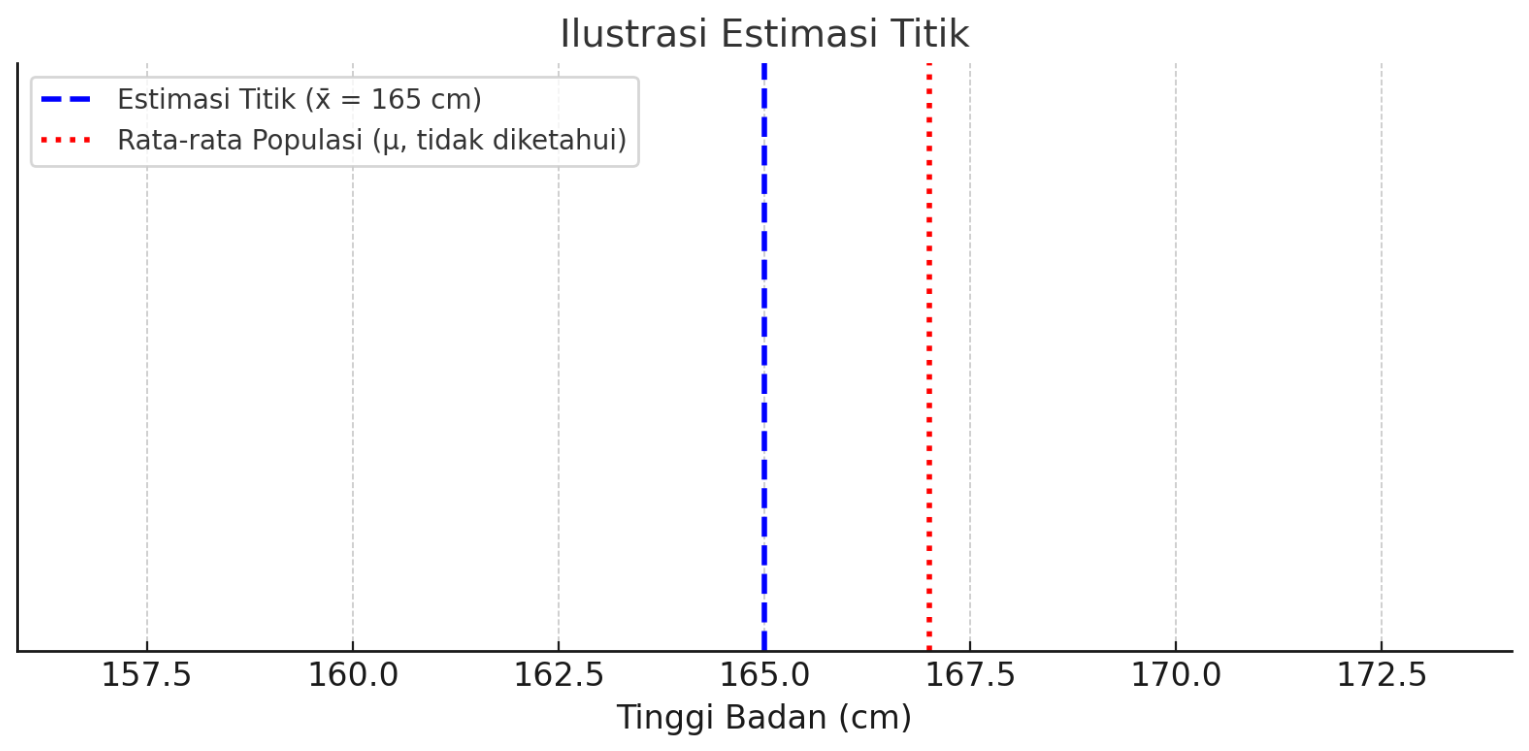 Ilustrasi Estimasi Titik
Estimasi Titik (x̄ = 165 cm)
Rata-rata Populasi (μ, tidak diketahui)
157.5 160.0 162.5 165.0 167.5 170.0 172.5
Tinggi Badan (cm)